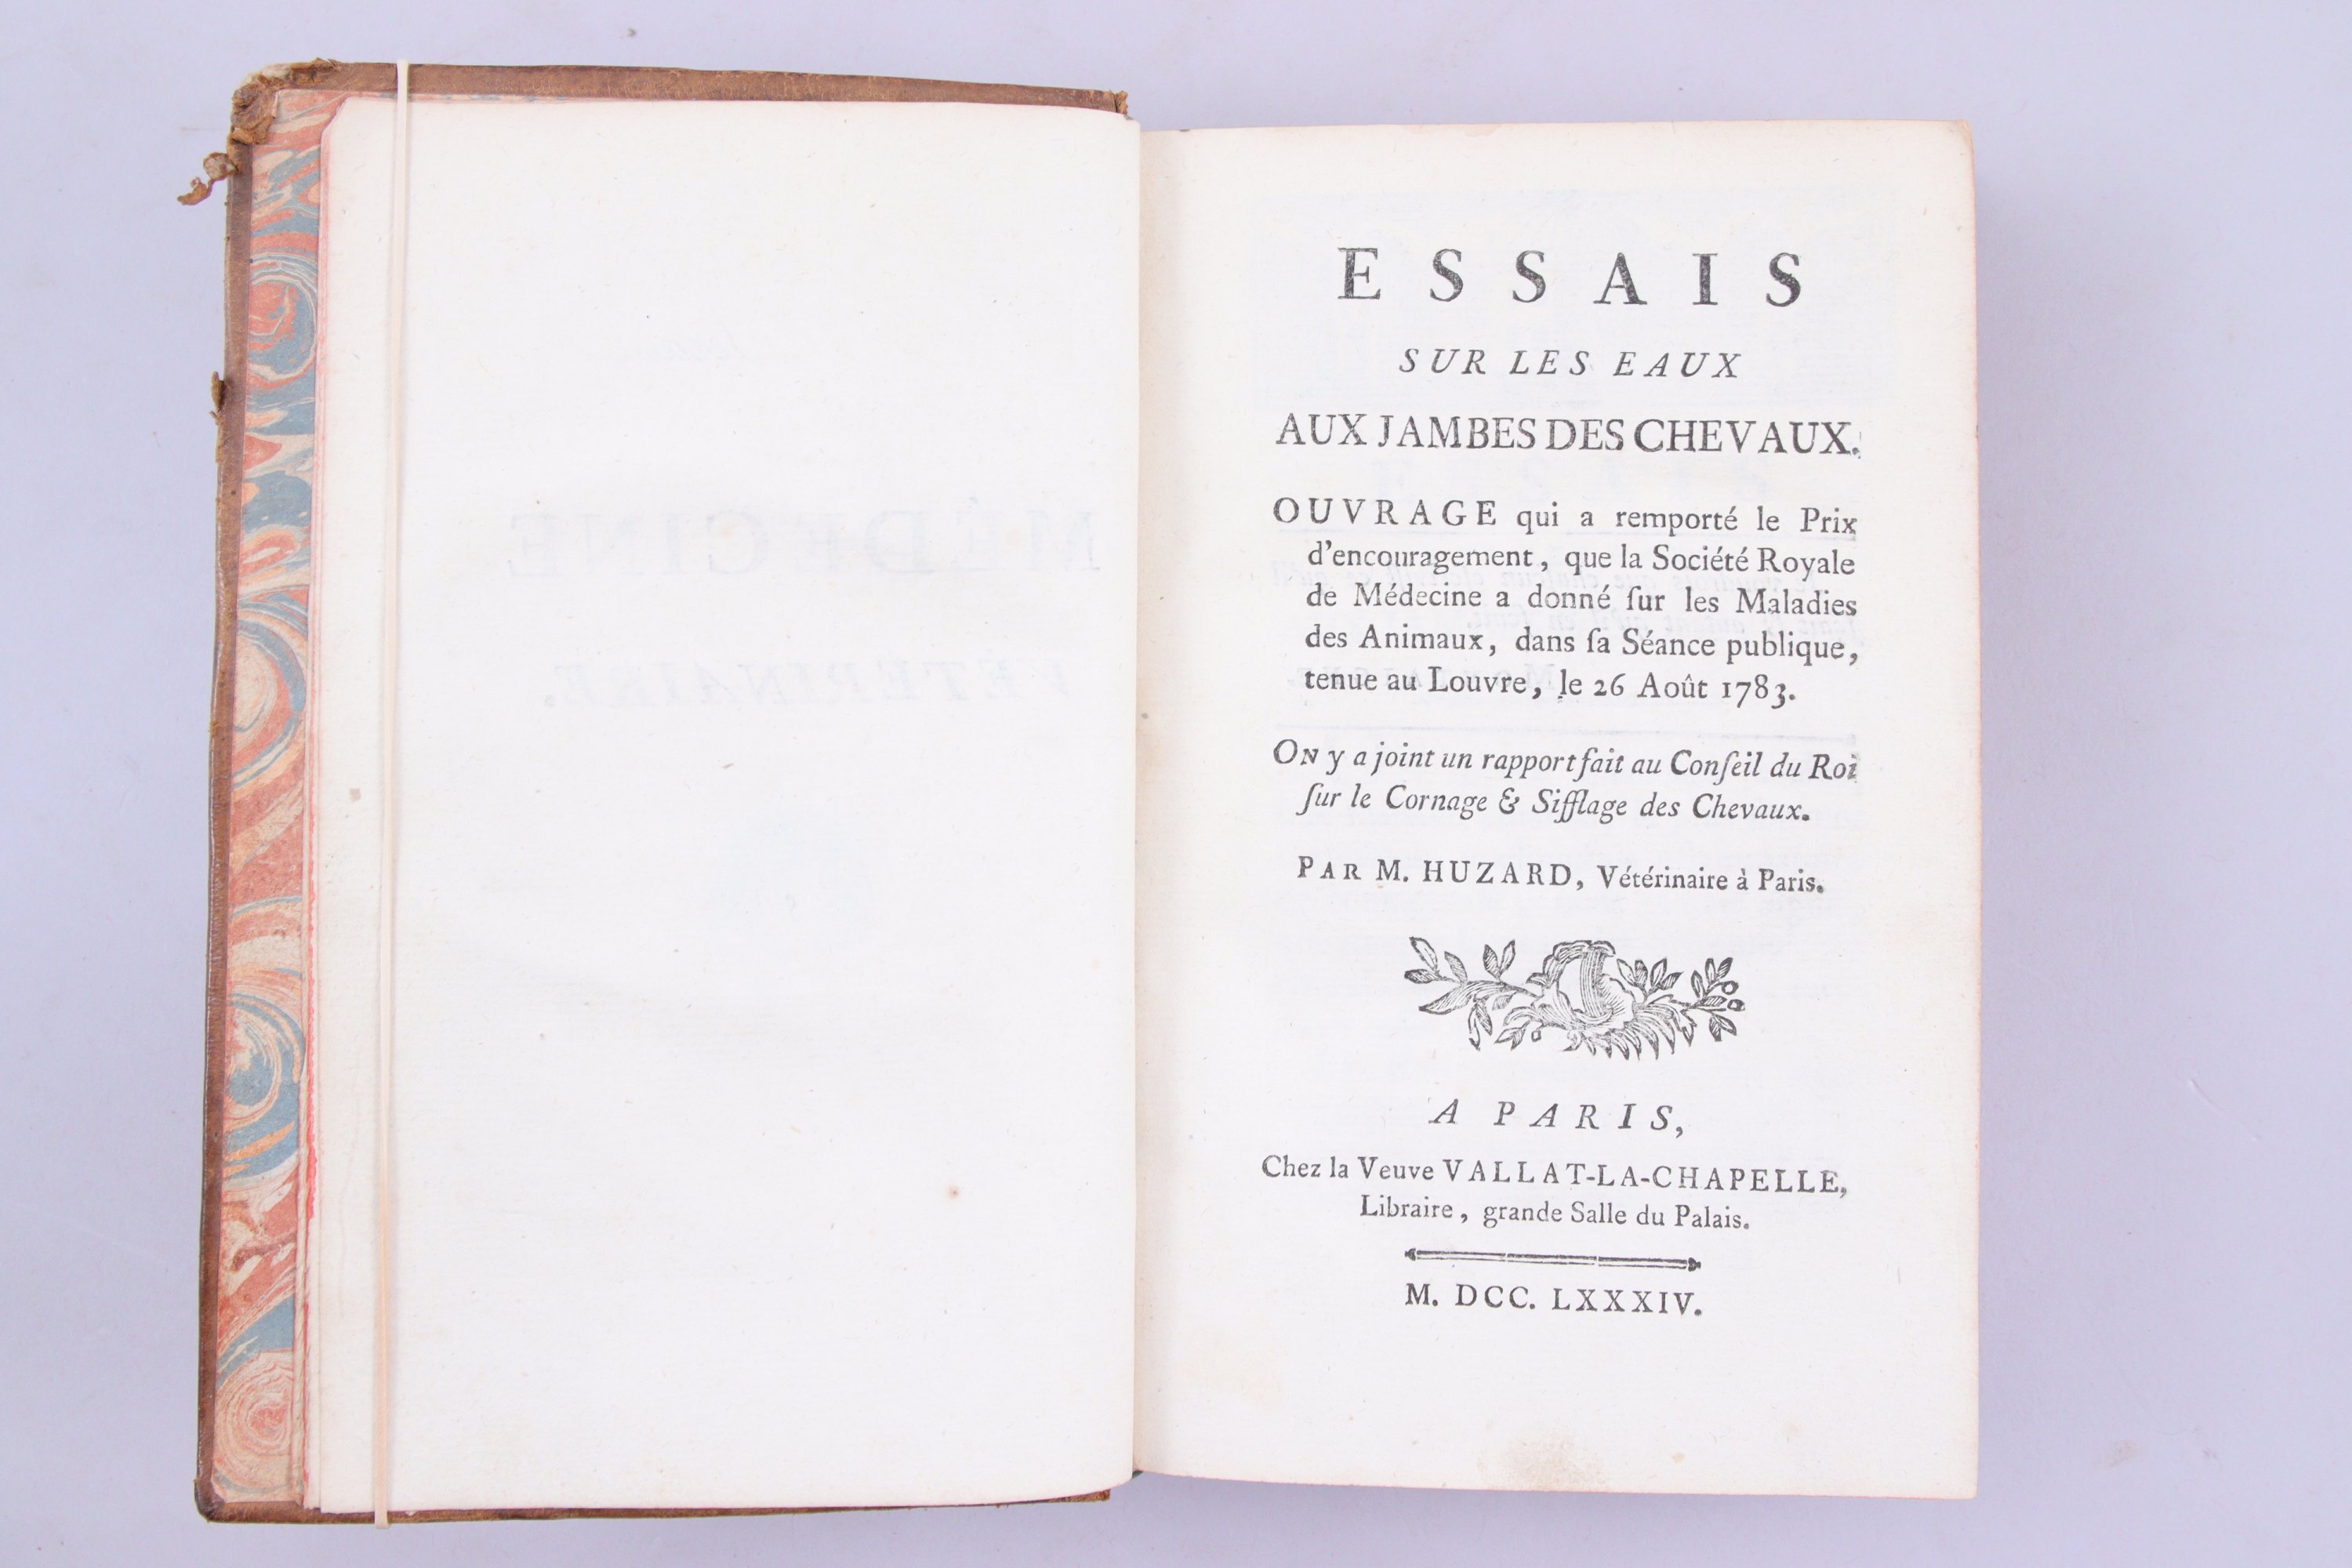 MÉDECINE
VÉTÉRINAIRE.
ESSAIS
SUR LES EAUX
AUX JAMBES DES CHEVAUX.
OUVRAGE qui a remporté le Prix
d'encouragement, que la Société Royale
de Médecine a donné ſur les Maladies
des Animaux, dans ſa Séance publique,
tenue au Louvre, le 26 Août 1783.
ON y a joint un rapport fait au Conſeil du Roi
ſur le Cornage & Sifflage des Chevaux.
PAR M. HUZARD, Vétérinaire à Paris.
A PARIS,
Chez la Veuve VALLAT-LA-CHAPELLE,
Libraire, grande Salle du Palais.
M. DCC. LXXXIV.